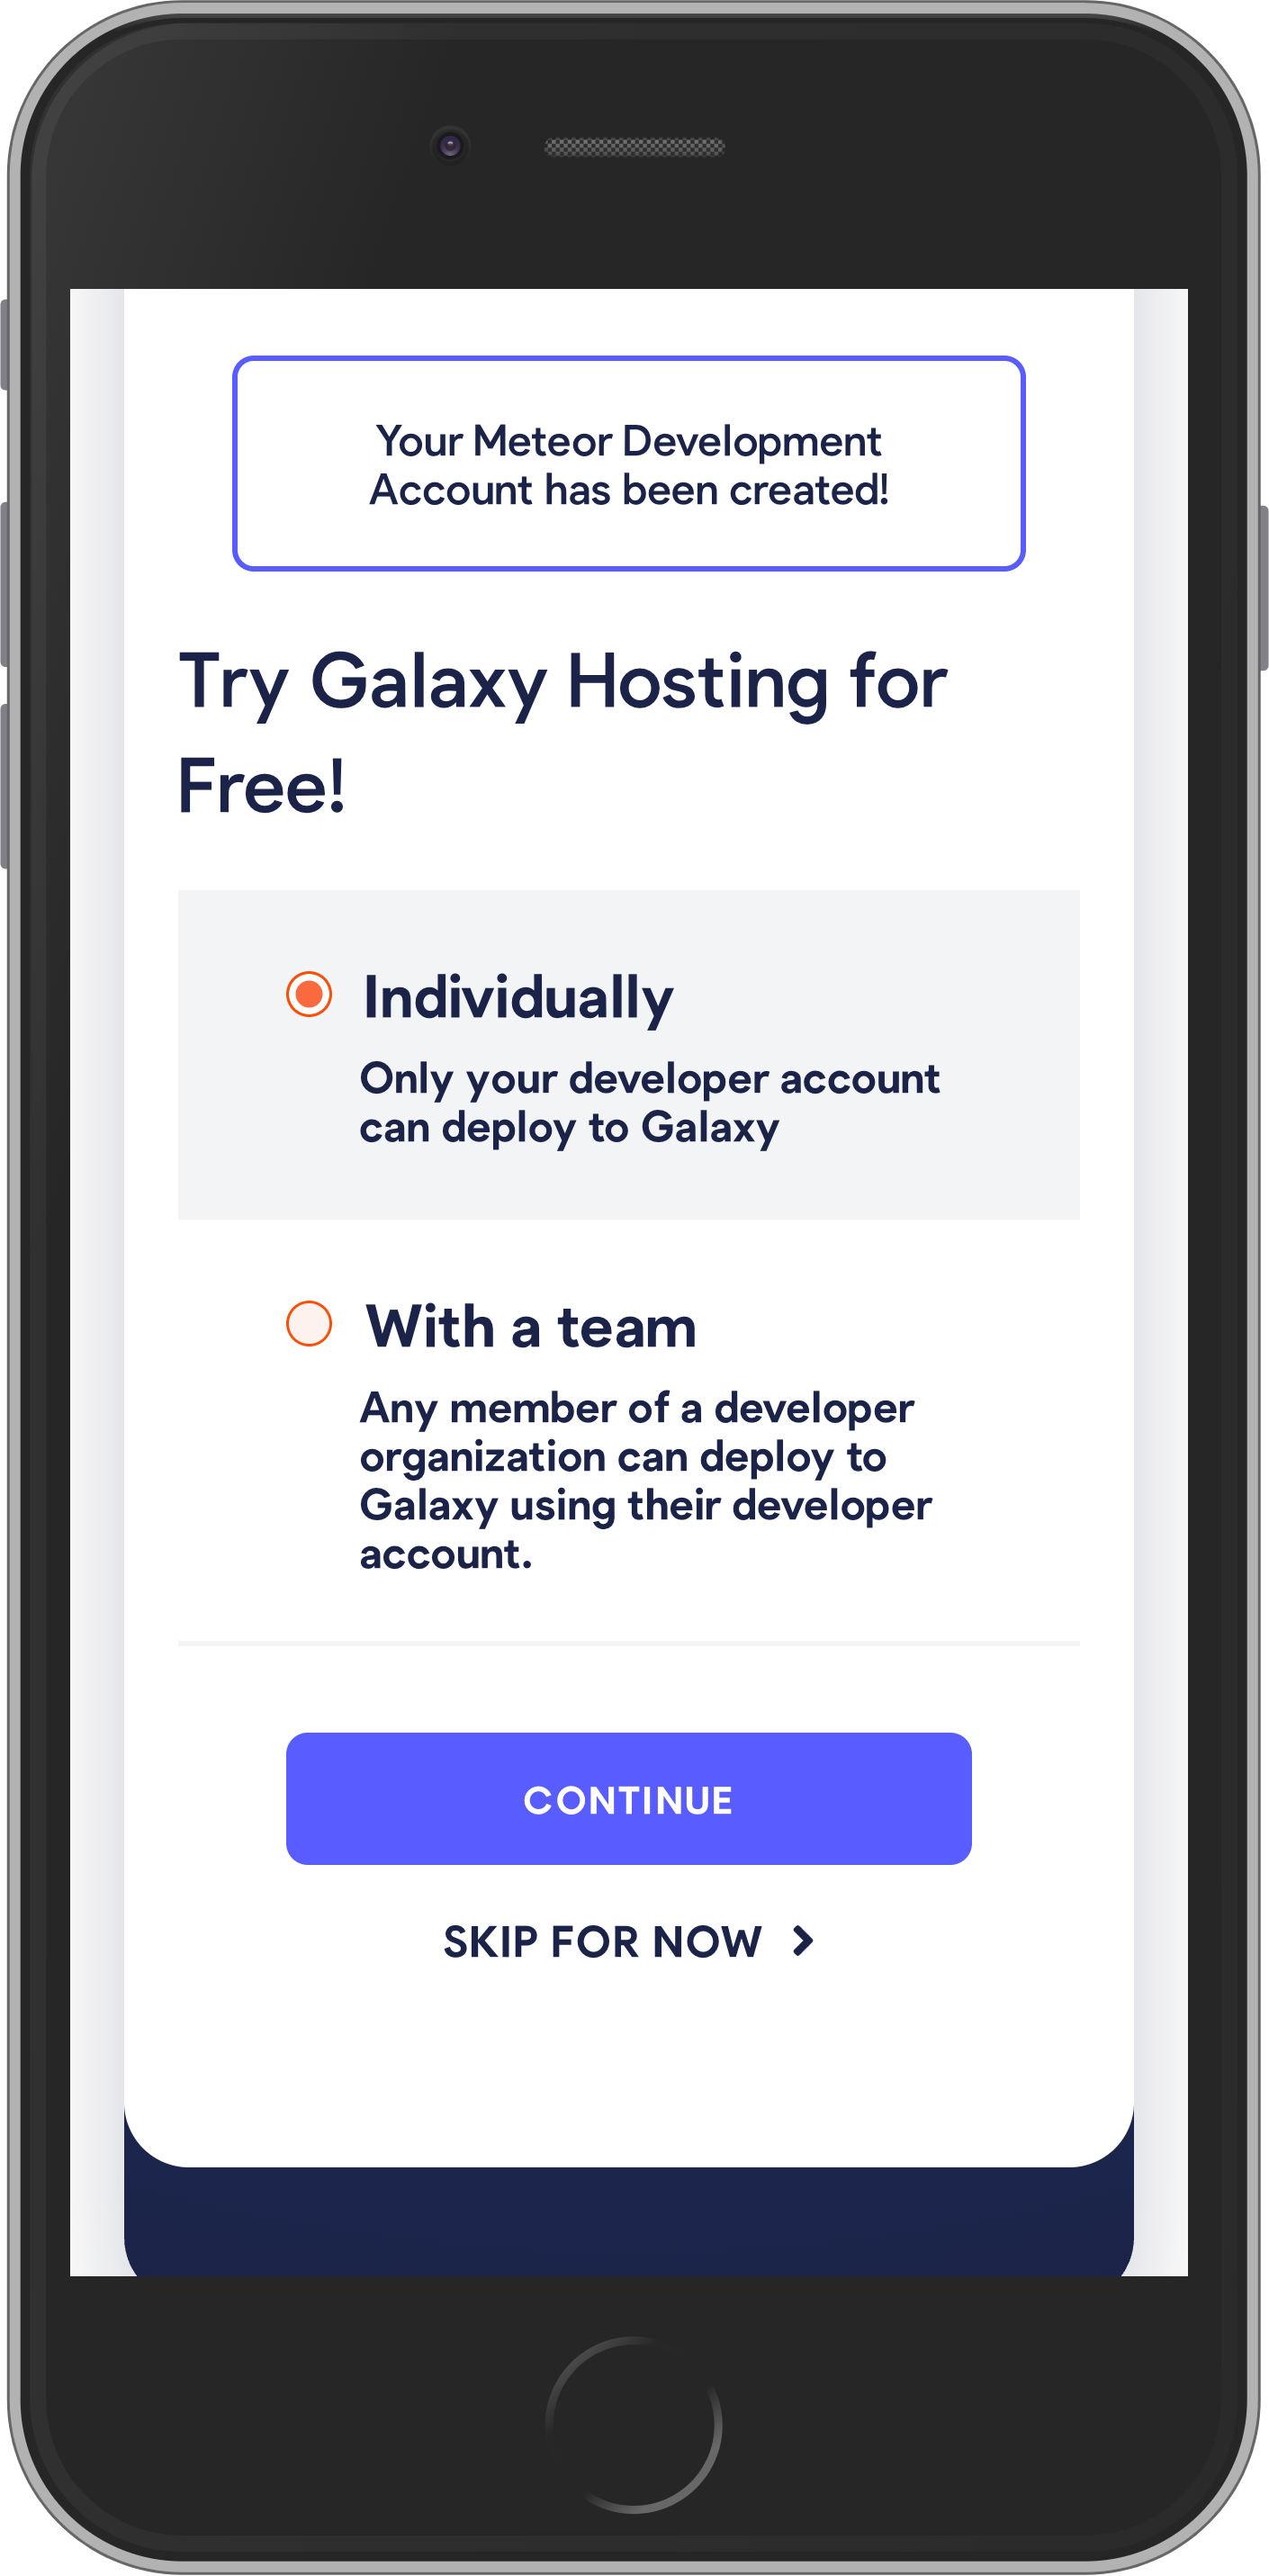 Your Meteor Development
Account has been created!
Try Galaxy Hosting for
Free!
Individually
Only your developer account
can deploy to Galaxy
With a team
Any member of a developer
organization can deploy to
Galaxy using their developer
account.
CONTINUE
SKIP FOR NOW